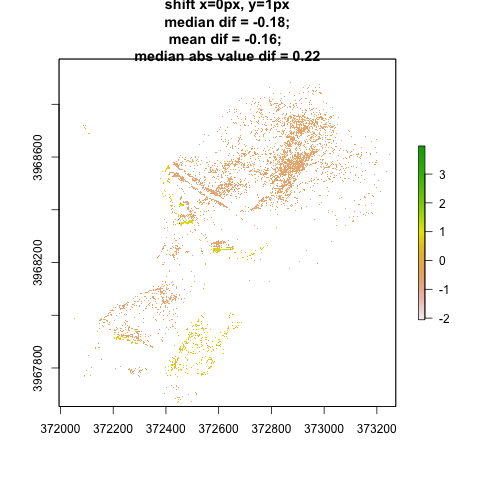 shift x=0px, y=1px
median dif = -0.18;
mean dif = -0.16;
median abs value dif = 0.22
3968600
3968200
3967800
3
2
1
0
-1
-2
372000 372200 372400 372600 372800 373000 373200